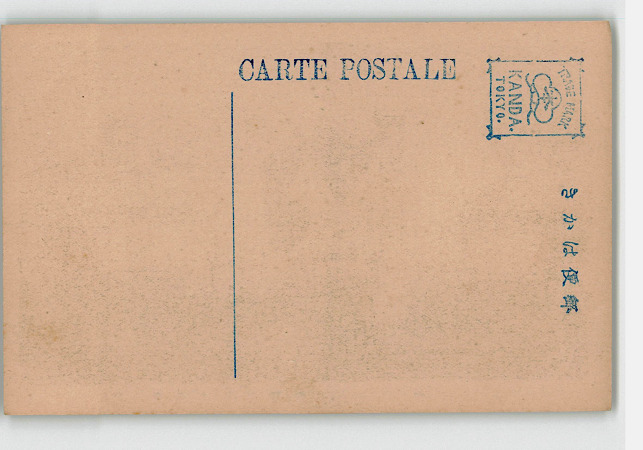 CARTE POSTALE
TRADE MARK
KANDA.
TOKYO.
きかは便郵